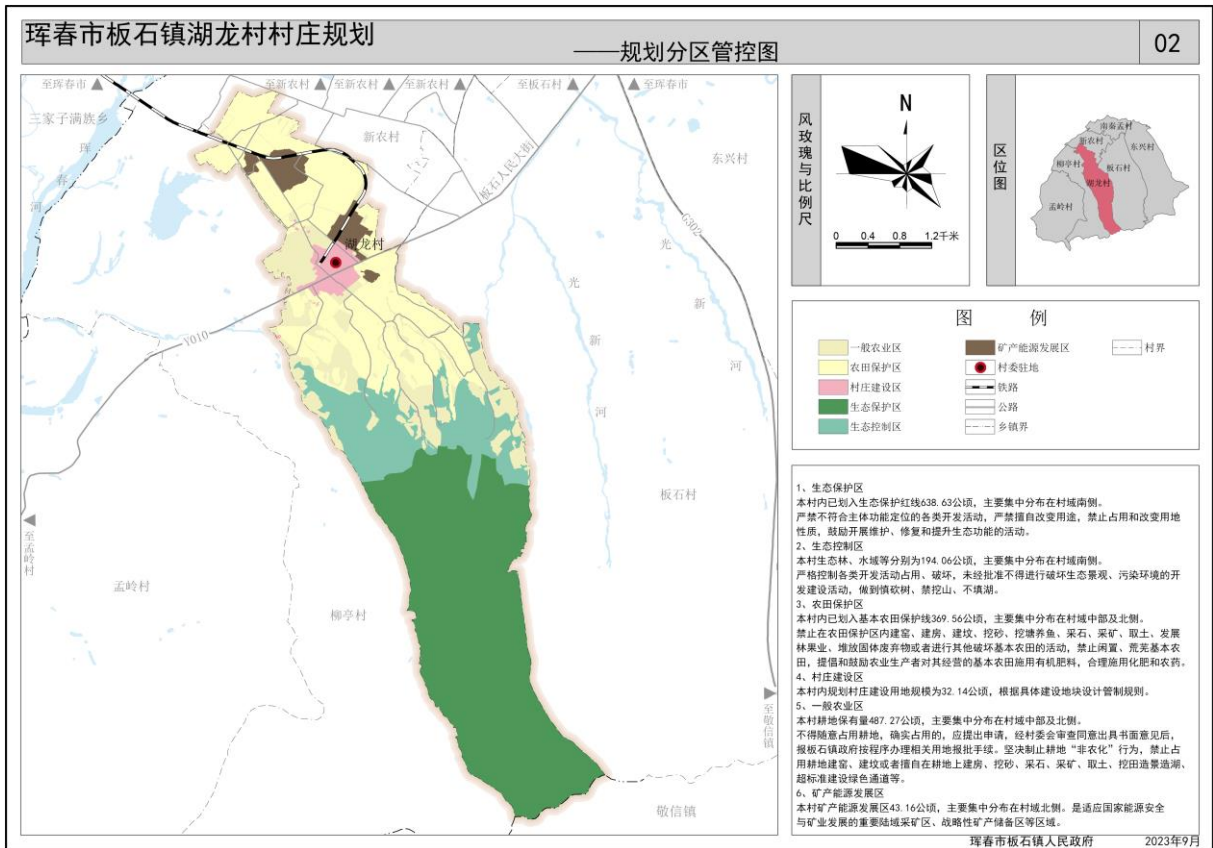 珲春市板石镇湖龙村村庄规划
——规划分区管控图
02
至珲春市
至新农村
至新农村
至新农村
至板石村
至珲春市
三家子满族乡
珲春河
新农村
板石人民大街
东兴村
G302
湖龙村
光新河
光新河
Y010
板石村
至孟岭村
孟岭村
柳亭村
至敬信镇
敬信镇
风玫瑰与比例尺
N
0 0.4 0.8 1.2千米
区位图
南秦孟村
新农村
东兴村
柳亭村
板石村
湖龙村
孟岭村
图 例
一般农业区
矿产能源发展区
村界
农田保护区
村委驻地
村庄建设区
铁路
生态保护区
公路
生态控制区
乡镇界
1、生态保护区
本村内已划入生态保护红线638.63公顷，主要集中分布在村域南侧。
严禁不符合主体功能定位的各类开发活动，严禁擅自改变用途，禁止占用和改变用地
性质，鼓励开展维护、修复和提升生态功能的活动。
2、生态控制区
本村生态林、水域等分别为194.06公顷，主要集中分布在村域南侧。
严格控制各类开发活动占用、破坏，未经批准不得进行破坏生态景观、污染环境的开
发建设活动，做到慎砍树、禁挖山、不填湖。
3、农田保护区
本村内已划入基本农田保护线369.56公顷，主要集中分布在村域中部及北侧。
禁止在农田保护区内建窑、建房、建坟、挖砂、挖塘养鱼、采石、采矿、取土、发展
林果业、堆放固体废弃物或者进行其他破坏基本农田的活动，禁止闲置、荒芜基本农
田，提倡和鼓励农业生产者对其经营的基本农田施用有机肥料，合理施用化肥和农药。
4、村庄建设区
本村内规划村庄建设用地规模为32.14公顷，根据具体建设地块设计管制规则。
5、一般农业区
本村耕地保有量487.27公顷，主要集中分布在村域中部及北侧。
不得随意占用耕地，确实占用的，应提出申请，经村委会审查同意出具书面意见后，
报板石镇政府按程序办理相关用地报批手续。坚决制止耕地“非农化”行为，禁止占
用耕地建窑、建坟或者擅自在耕地上建房、挖砂、采石、采矿、取土、挖田造景造湖、
超标准建设绿色通道等。
6、矿产能源发展区
本村矿产能源发展区43.16公顷，主要集中分布在村域北侧。是适应国家能源安全
与矿业发展的重要陆域采矿区、战略性矿产储备区等区域。
珲春市板石镇人民政府 2023年9月